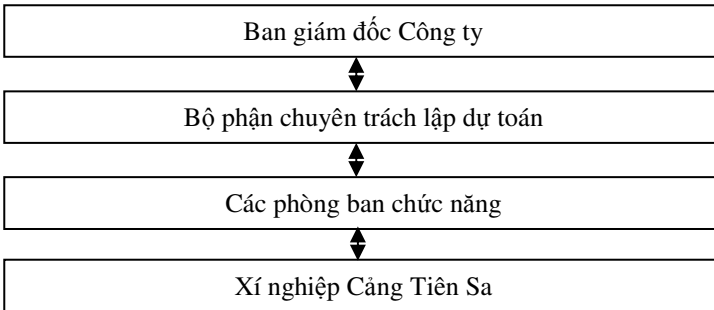 Ban giám đốc Công ty
Bộ phận chuyên trách lập dự toán
Các phòng ban chức năng
Xí nghiệp Cảng Tiên Sa